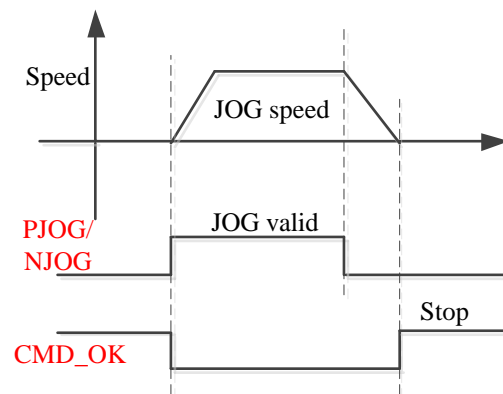 Speed
JOG speed
PJOG/
NJOG
JOG valid
Stop
CMD_OK